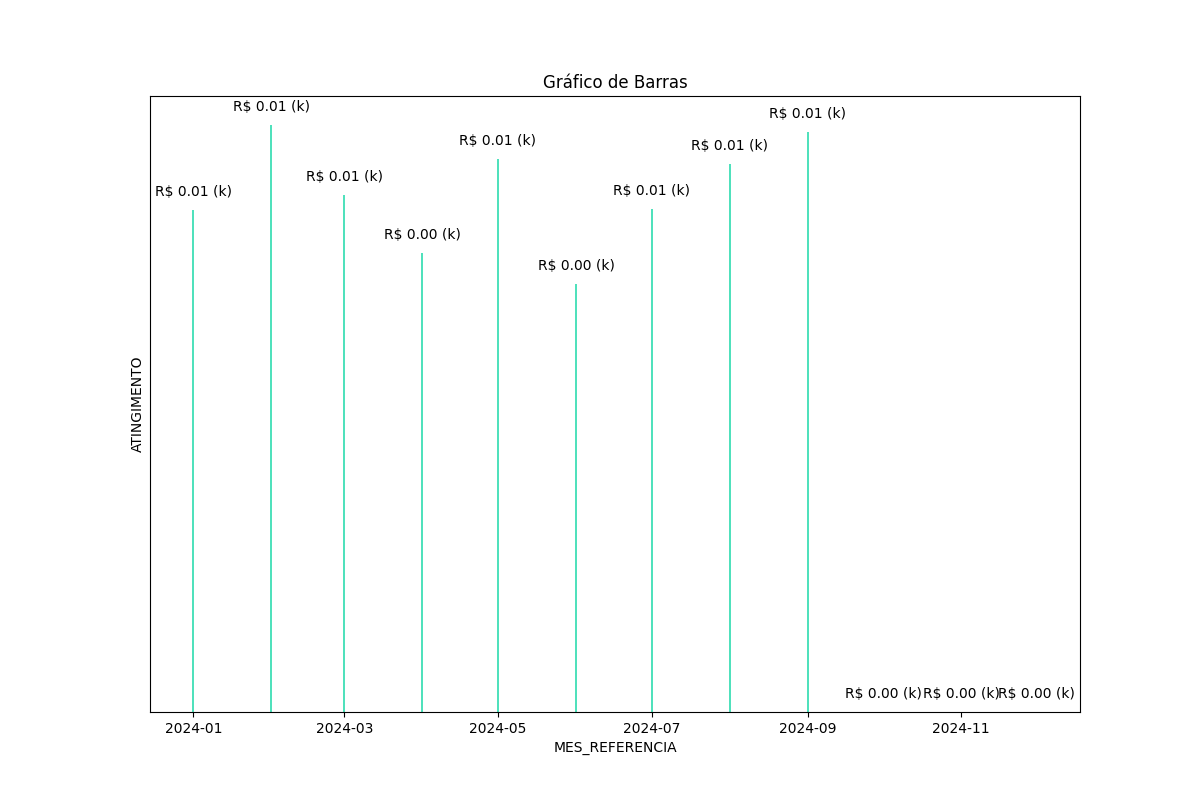 Gráfico de Barras
R$ 0.01 (k)
R$ 0.01 (k)
R$ 0.01 (k)
R$ 0.00 (k)
R$ 0.01 (k)
R$ 0.00 (k)
R$ 0.01 (k)
R$ 0.01 (k)
R$ 0.01 (k)
R$ 0.00 (k)
R$ 0.00 (k)
R$ 0.00 (k)
ATINGIMENTO
2024-01
2024-03
2024-05
2024-07
2024-09
2024-11
MES_REFERENCIA